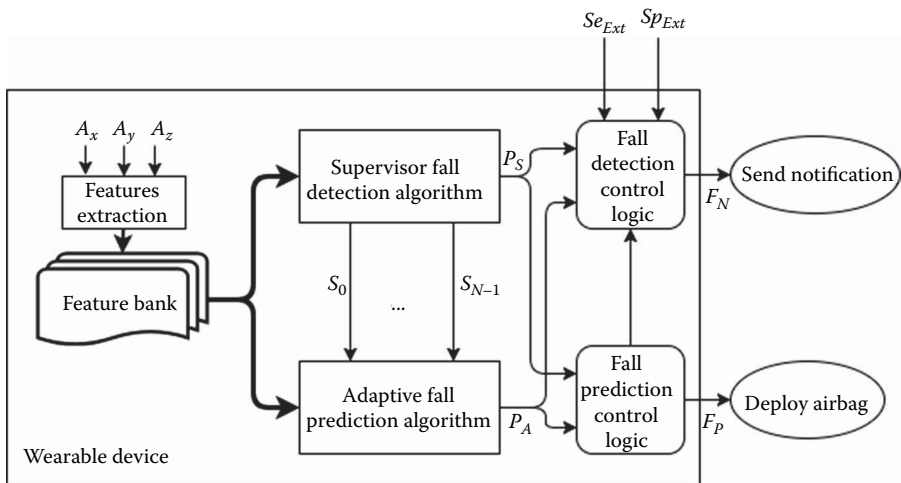 Se_Ext Sp_Ext
A_x A_y A_z
Features
extraction
Feature bank
Supervisor fall
detection algorithm
P_S
S_0
...
S_{N–1}
Adaptive fall
prediction algorithm
P_A
Fall
detection
control
logic
F_N
Send notification
Fall
prediction
control
logic
F_P
Deploy airbag
Wearable device